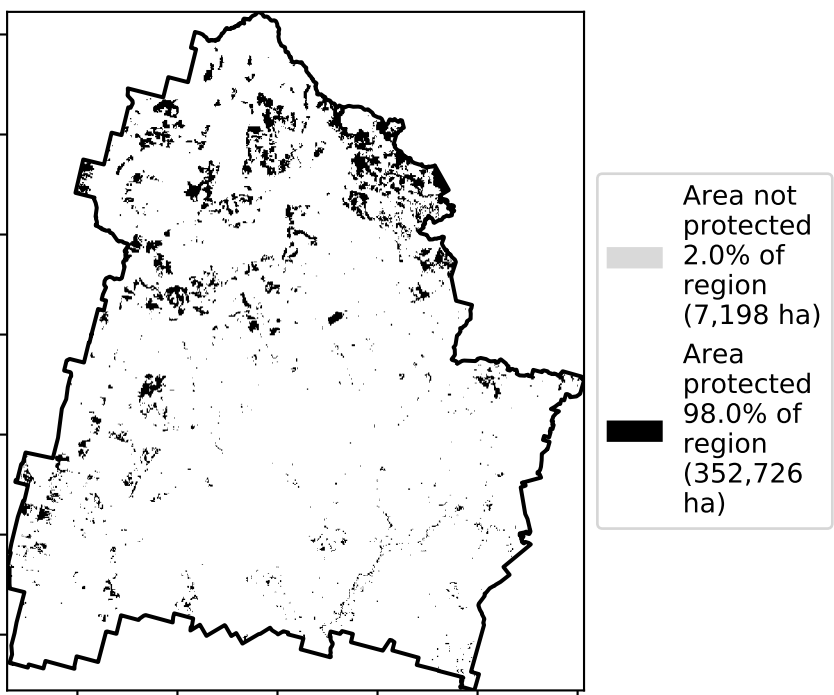 Area not
protected
2.0% of
region
(7,198 ha)
Area
protected
98.0% of
region
(352,726
ha)